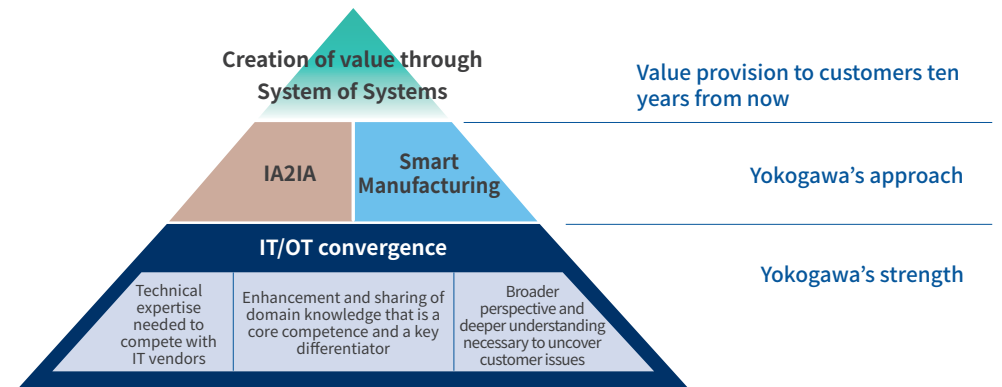 Creation of value through
System of Systems
Value provision to customers ten
years from now
IA2IA
Smart
Manufacturing
Yokogawa’s approach
IT/OT convergence
Yokogawa’s strength
Technical
expertise
needed to
compete with
IT vendors
Enhancement and sharing of
domain knowledge that is a
core competence and a key
differentiator
Broader
perspective and
deeper understanding
necessary to uncover
customer issues